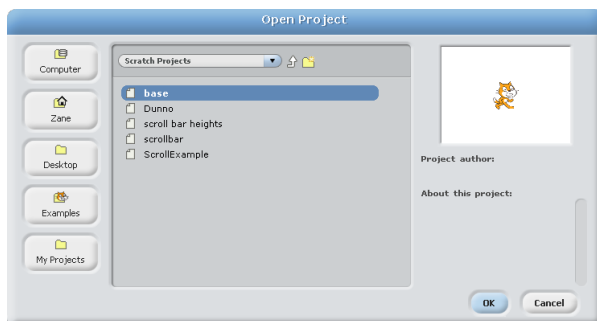 Open Project
Computer
Zane
Desktop
Examples
My Projects
Scratch Projects
base
Dunno
scroll bar heights
scrollbar
ScrollExample
Project author:
About this project:
OK
Cancel